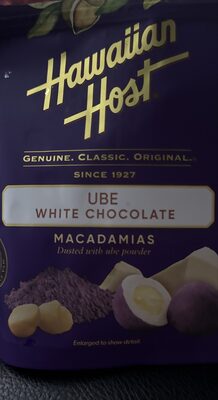 Hawaiian
Host®
GENUINE. CLASSIC. ORIGINAL.™
SINCE 1927
UBE
WHITE CHOCOLATE
MACADAMIAS
Dusted with ube powder
Enlarged to show detail